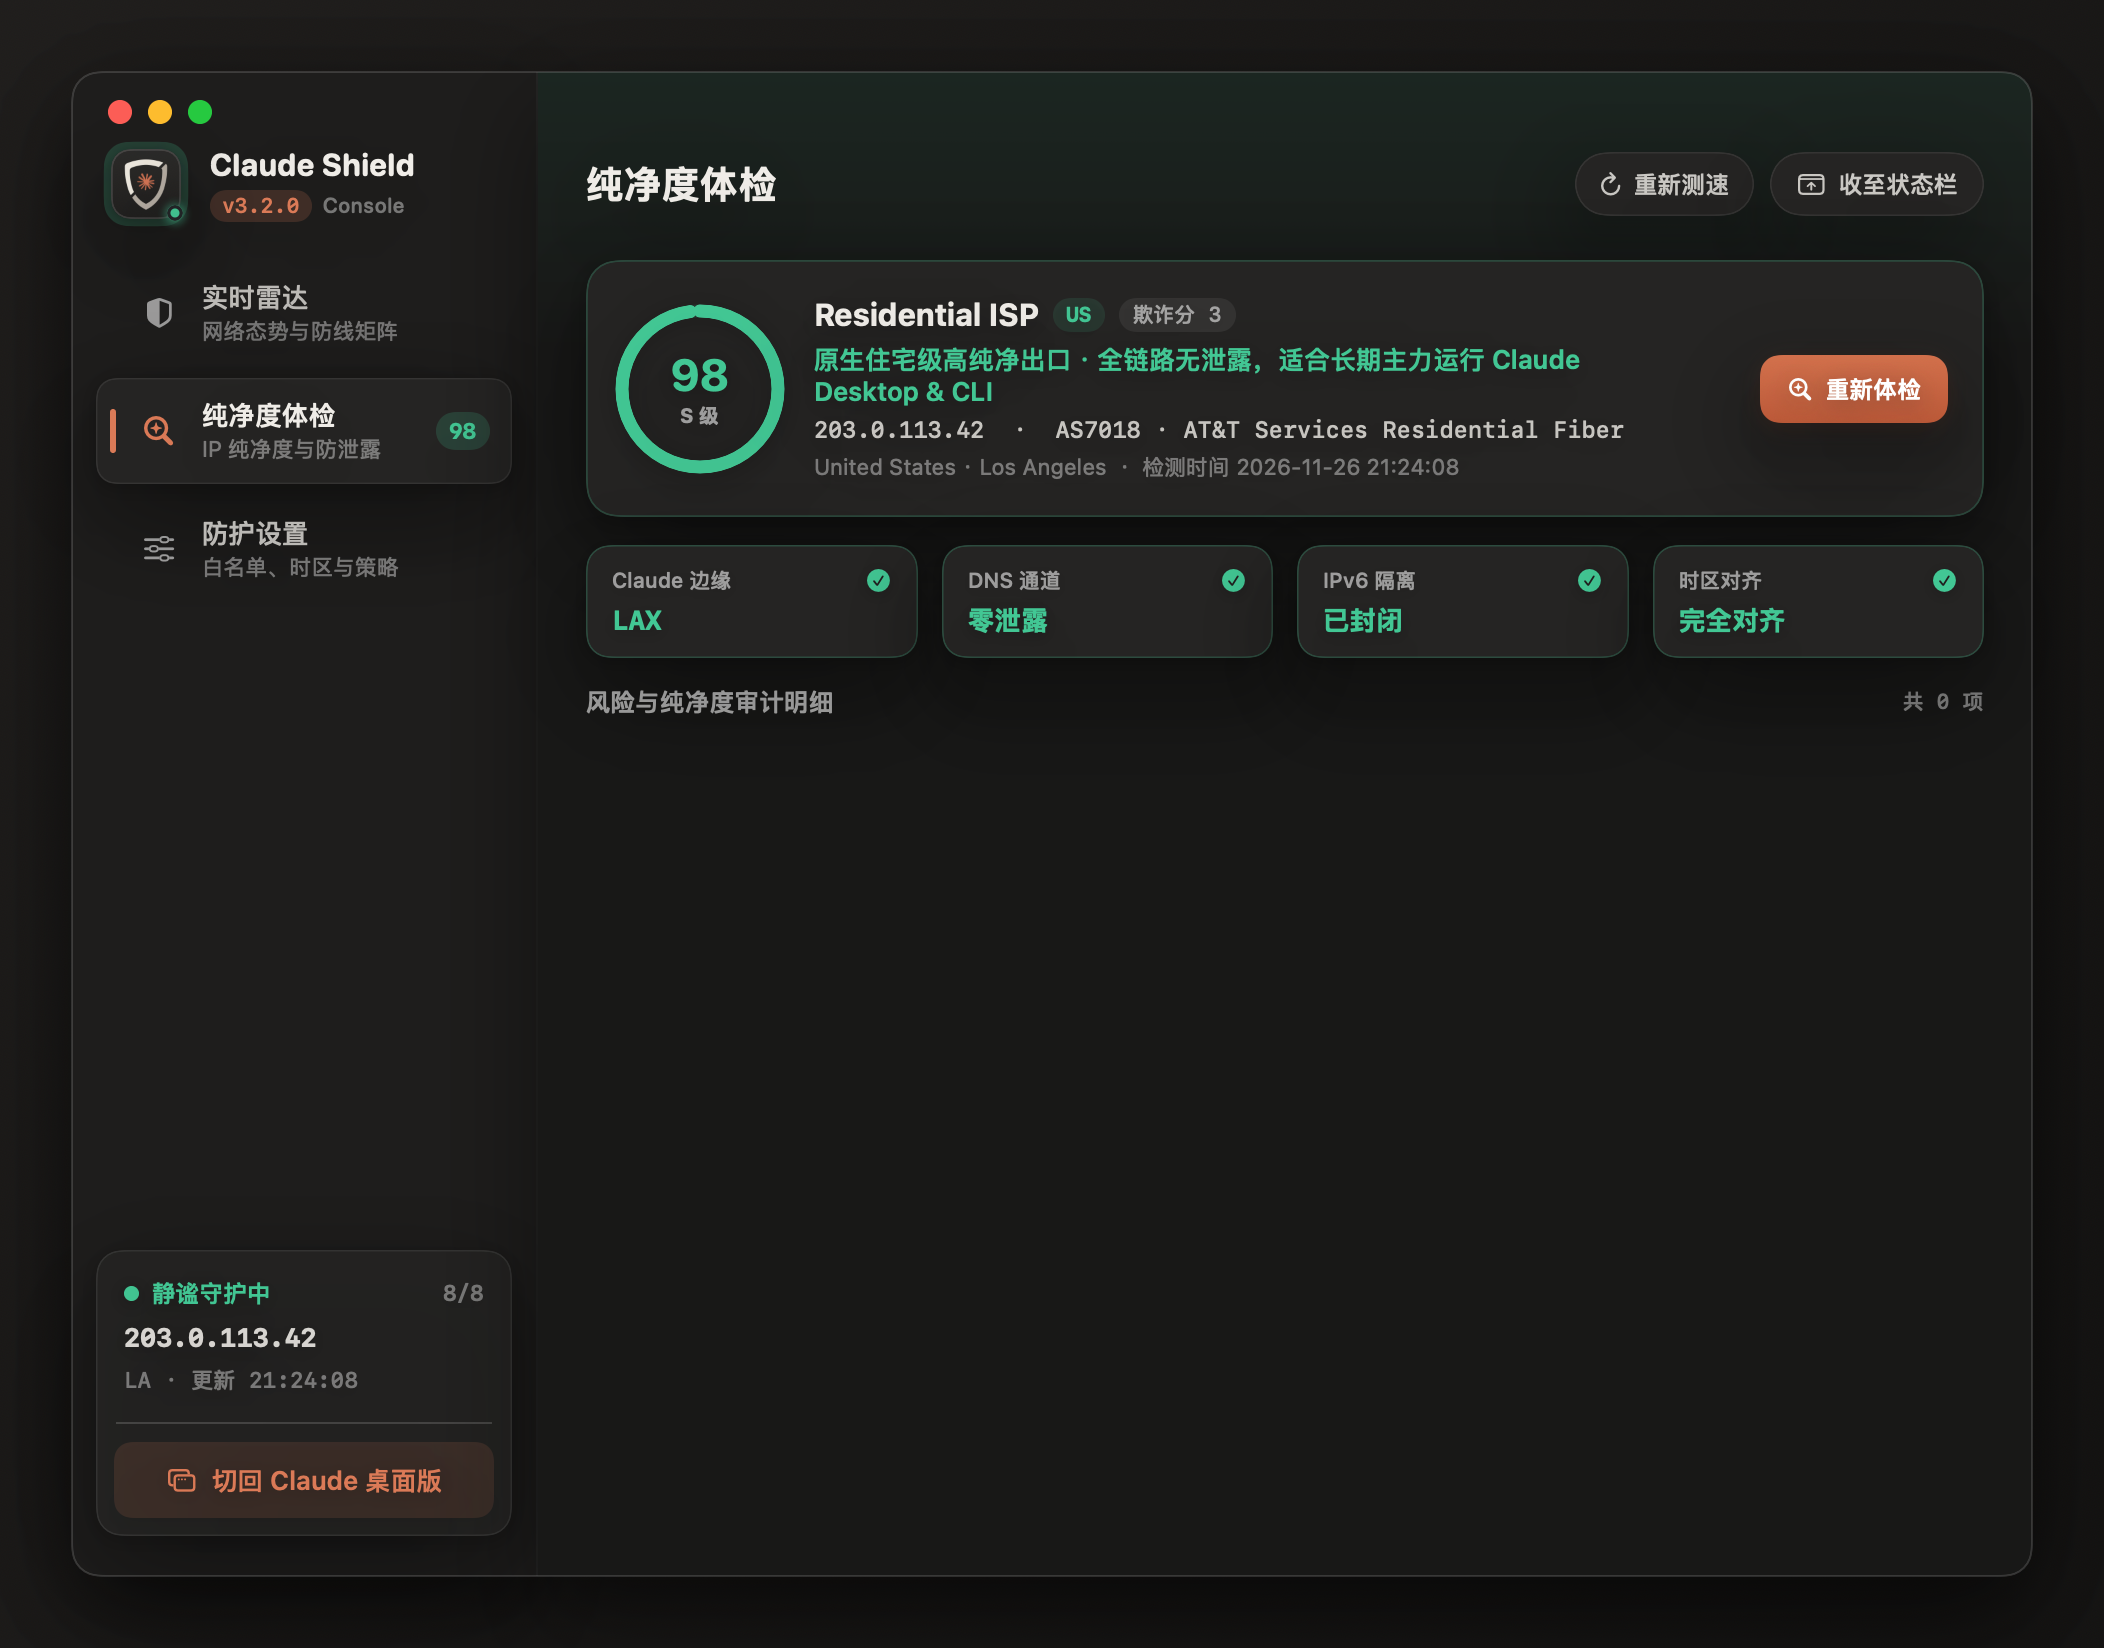 Claude Shield
v3.2.0 Console
实时雷达
网络态势与防线矩阵
纯净度体检
IP 纯净度与防泄露
98
防护设置
白名单、时区与策略
静谧守护中 8/8
203.0.113.42
LA · 更新 21:24:08
切回 Claude 桌面版
纯净度体检
重新测速
收至状态栏
98
S 级
Residential ISP US 欺诈分 3
原生住宅级高纯净出口 · 全链路无泄露，适合长期主力运行 Claude
Desktop & CLI
203.0.113.42 · AS7018 · AT&T Services Residential Fiber
United States · Los Angeles · 检测时间 2026-11-26 21:24:08
重新体检
Claude 边缘
LAX
DNS 通道
零泄露
IPv6 隔离
已封闭
时区对齐
完全对齐
风险与纯净度审计明细 共 0 项